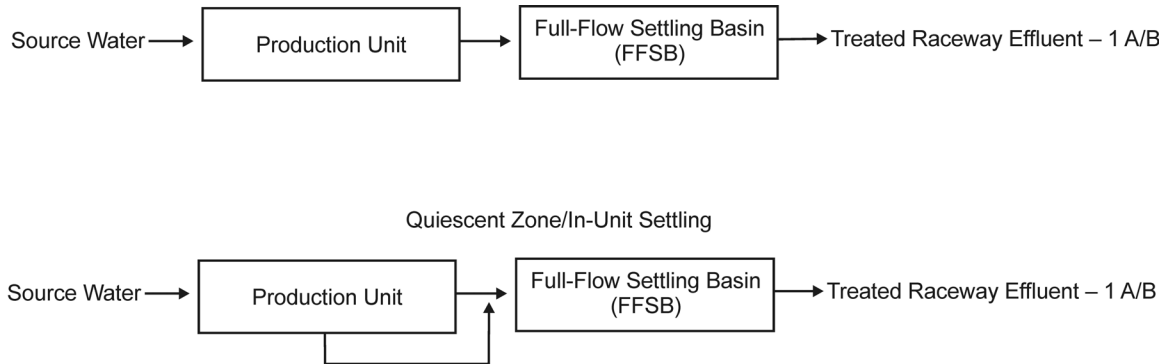 Source Water
Production Unit
Full-Flow Settling Basin
(FFSB)
Treated Raceway Effluent – 1 A/B
Quiescent Zone/In-Unit Settling
Source Water
Production Unit
Full-Flow Settling Basin
(FFSB)
Treated Raceway Effluent – 1 A/B